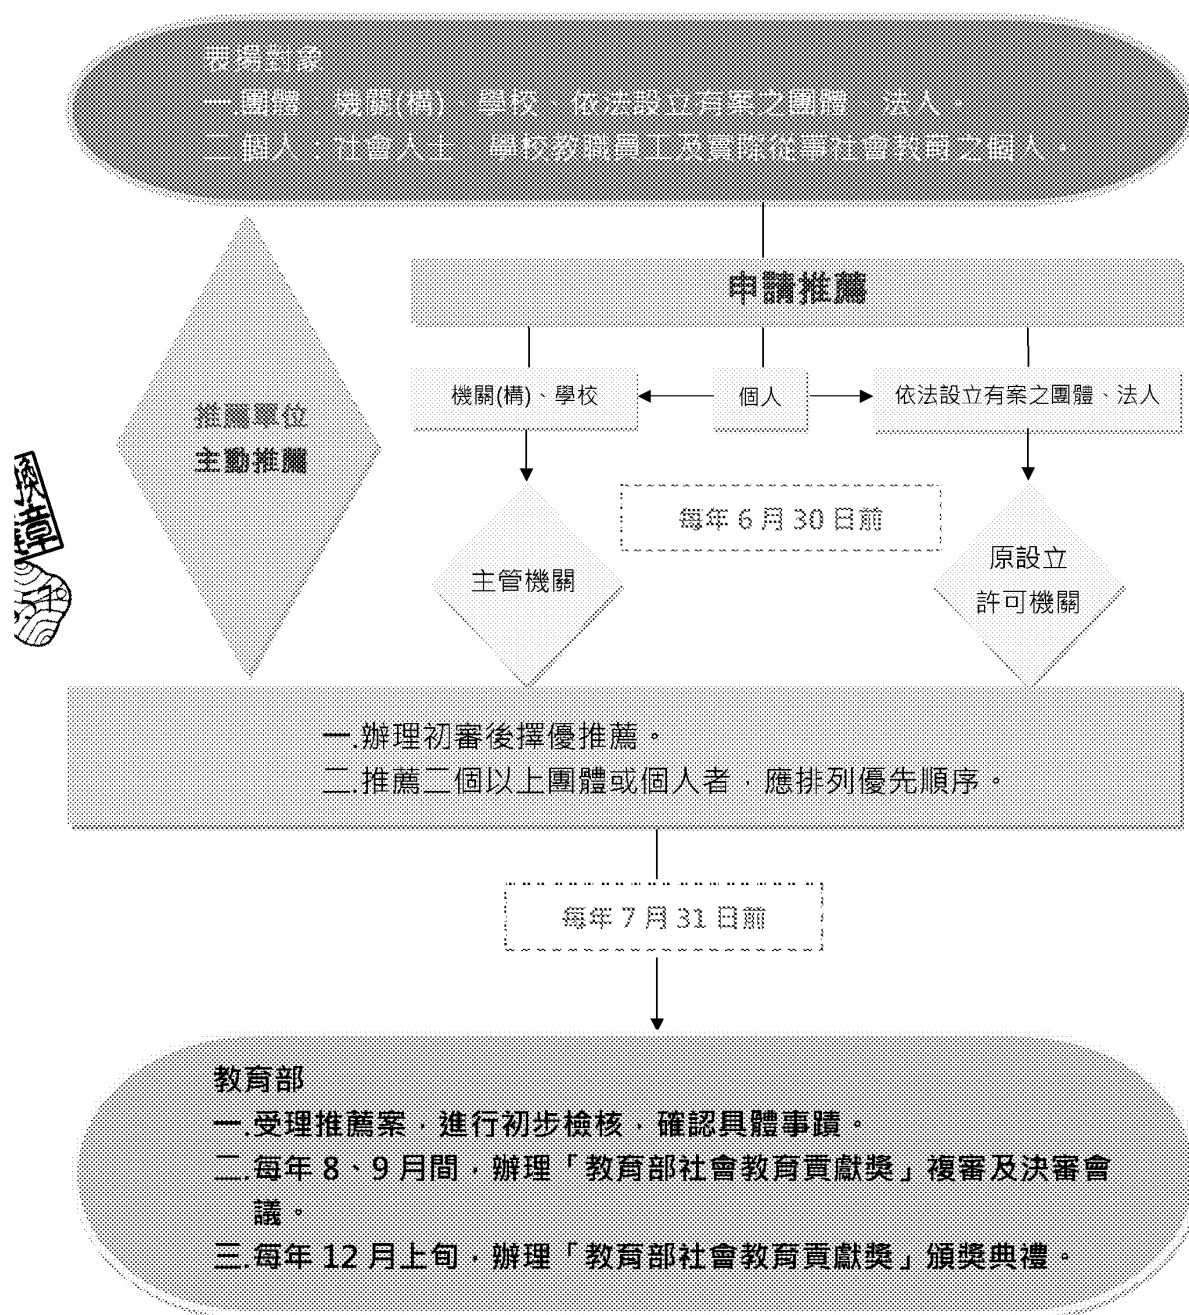 表揚對象
一.團體：機關(構)、學校、依法設立有案之團體、法人。
二.個人：社會人士、學校教職員工及實際從事社會教育之個人。
申請推薦
機關(構)、學校
個人
依法設立有案之團體、法人
推薦單位
主動推薦
每年 6 月 30 日前
主管機關
原設立
許可機關
一.辦理初審後擇優推薦。
二.推薦二個以上團體或個人者，應排列優先順序。
每年 7 月 31 日前
教育部
一.受理推薦案，進行初步檢核，確認具體事蹟。
二.每年 8、9 月間，辦理「教育部社會教育貢獻獎」複審及決審會
議。
三.每年 12 月上旬，辦理「教育部社會教育貢獻獎」頒獎典禮。